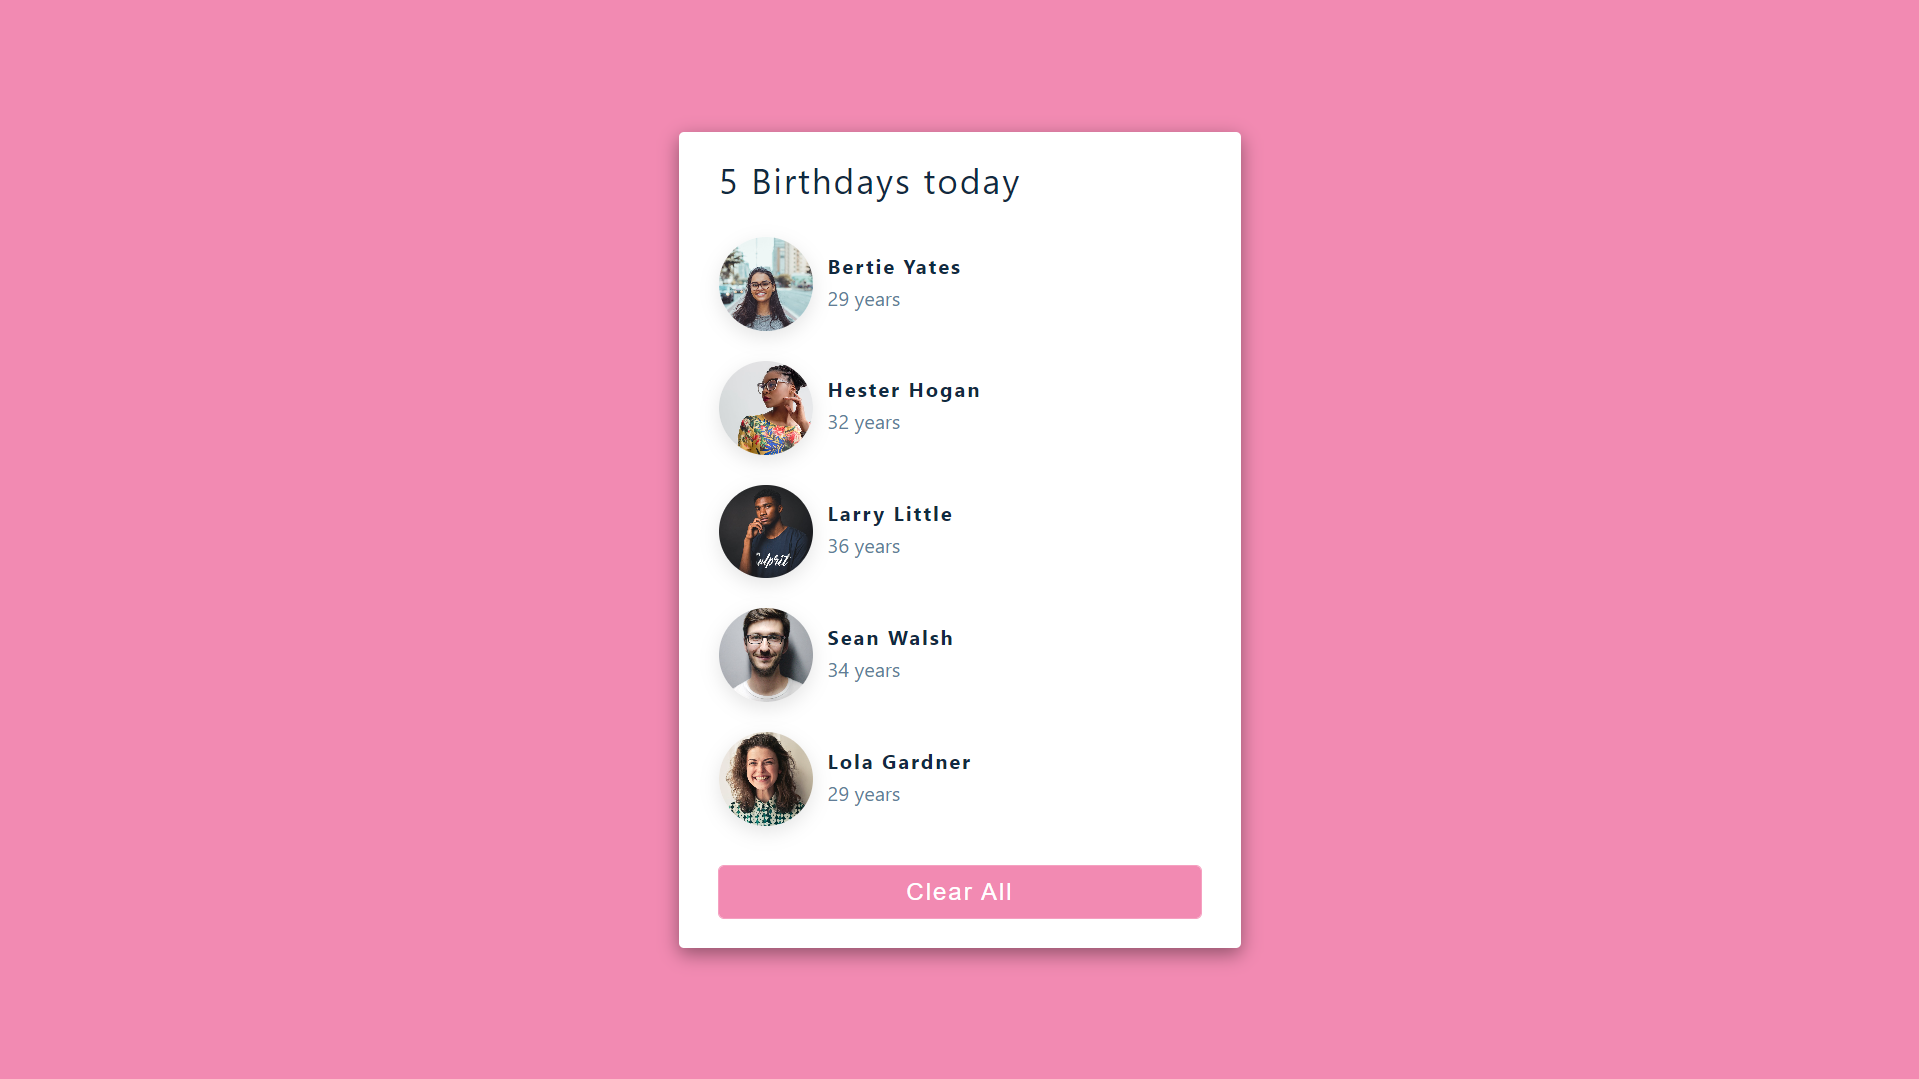 5 Birthdays today
Bertie Yates
29 years
Hester Hogan
32 years
Larry Little
36 years
Sean Walsh
34 years
Lola Gardner
29 years
Clear All